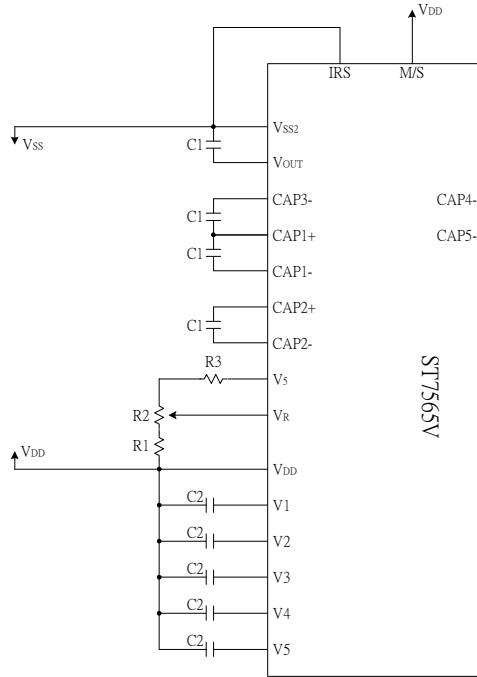 VDD
IRS M/S
VSS
VSS2
C1
VOUT
CAP3- CAP4-
C1
CAP1+ CAP5-
C1
CAP1-
CAP2+
C1
CAP2-
R3
V5
R2
VR
R1
VDD
VDD
C2
V1
C2
V2
C2
V3
C2
V4
C2
V5
ST7565V